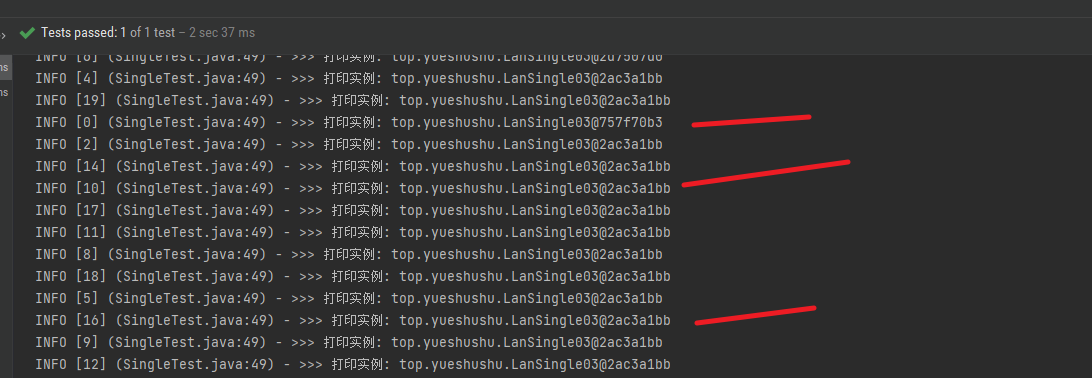 Tests passed: 1 of 1 test – 2 sec 37 ms
ms
INFO [6] (SingleTest.java:49) - >>> 打印实例: top.yueshushu.LanSingle03@2d7507d0
INFO [4] (SingleTest.java:49) - >>> 打印实例: top.yueshushu.LanSingle03@2ac3a1bb
ms
INFO [19] (SingleTest.java:49) - >>> 打印实例: top.yueshushu.LanSingle03@2ac3a1bb
INFO [0] (SingleTest.java:49) - >>> 打印实例: top.yueshushu.LanSingle03@757f70b3
INFO [2] (SingleTest.java:49) - >>> 打印实例: top.yueshushu.LanSingle03@2ac3a1bb
INFO [14] (SingleTest.java:49) - >>> 打印实例: top.yueshushu.LanSingle03@2ac3a1bb
INFO [10] (SingleTest.java:49) - >>> 打印实例: top.yueshushu.LanSingle03@2ac3a1bb
INFO [17] (SingleTest.java:49) - >>> 打印实例: top.yueshushu.LanSingle03@2ac3a1bb
INFO [11] (SingleTest.java:49) - >>> 打印实例: top.yueshushu.LanSingle03@2ac3a1bb
INFO [8] (SingleTest.java:49) - >>> 打印实例: top.yueshushu.LanSingle03@2ac3a1bb
INFO [18] (SingleTest.java:49) - >>> 打印实例: top.yueshushu.LanSingle03@2ac3a1bb
INFO [5] (SingleTest.java:49) - >>> 打印实例: top.yueshushu.LanSingle03@2ac3a1bb
INFO [16] (SingleTest.java:49) - >>> 打印实例: top.yueshushu.LanSingle03@2ac3a1bb
INFO [9] (SingleTest.java:49) - >>> 打印实例: top.yueshushu.LanSingle03@2ac3a1bb
INFO [12] (SingleTest.java:49) - >>> 打印实例: top.yueshushu.LanSingle03@2ac3a1bb